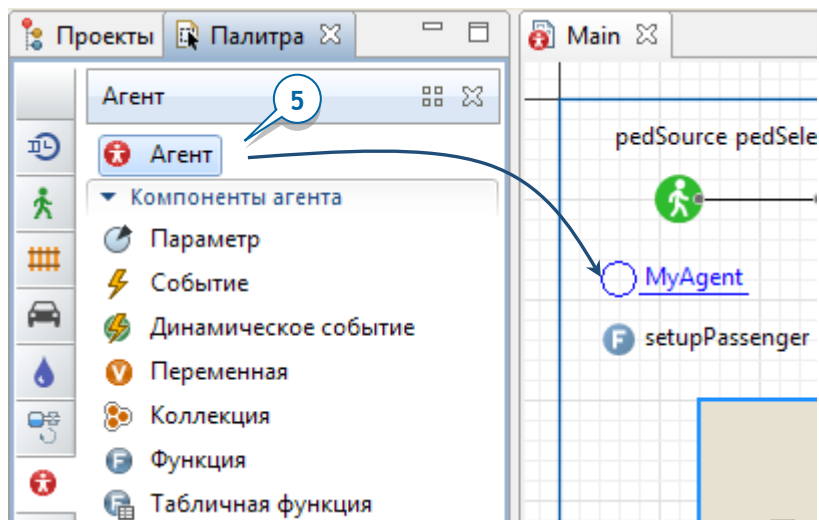 Проекты
Палитра
Main
Агент
5
Агент
Компоненты агента
Параметр
Событие
Динамическое событие
Переменная
Коллекция
Функция
Табличная функция
pedSource pedSele
MyAgent
F setupPassenger